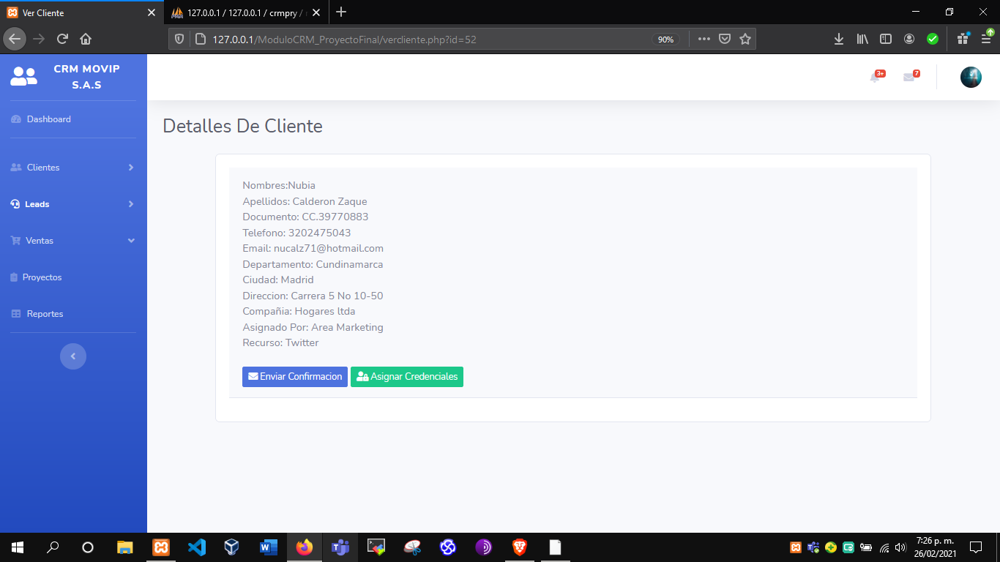 Ver Cliente
127.0.0.1 / 127.0.0.1 / crmpry /
127.0.0.1/ModuloCRM_ProyectoFinal/vercliente.php?id=52
90%
CRM MOVIP
S.A.S
3+
7
Dashboard
Clientes
Leads
Ventas
Proyectos
Reportes
Detalles De Cliente
Nombres:Nubia
Apellidos: Calderon Zaque
Documento: CC.39770883
Telefono: 3202475043
Email: nucalz71@hotmail.com
Departamento: Cundinamarca
Ciudad: Madrid
Direccion: Carrera 5 No 10-50
Compañia: Hogares ltda
Asignado Por: Area Marketing
Recurso: Twitter
Enviar Confirmacion
Asignar Credenciales
7:26 p. m.
26/02/2021